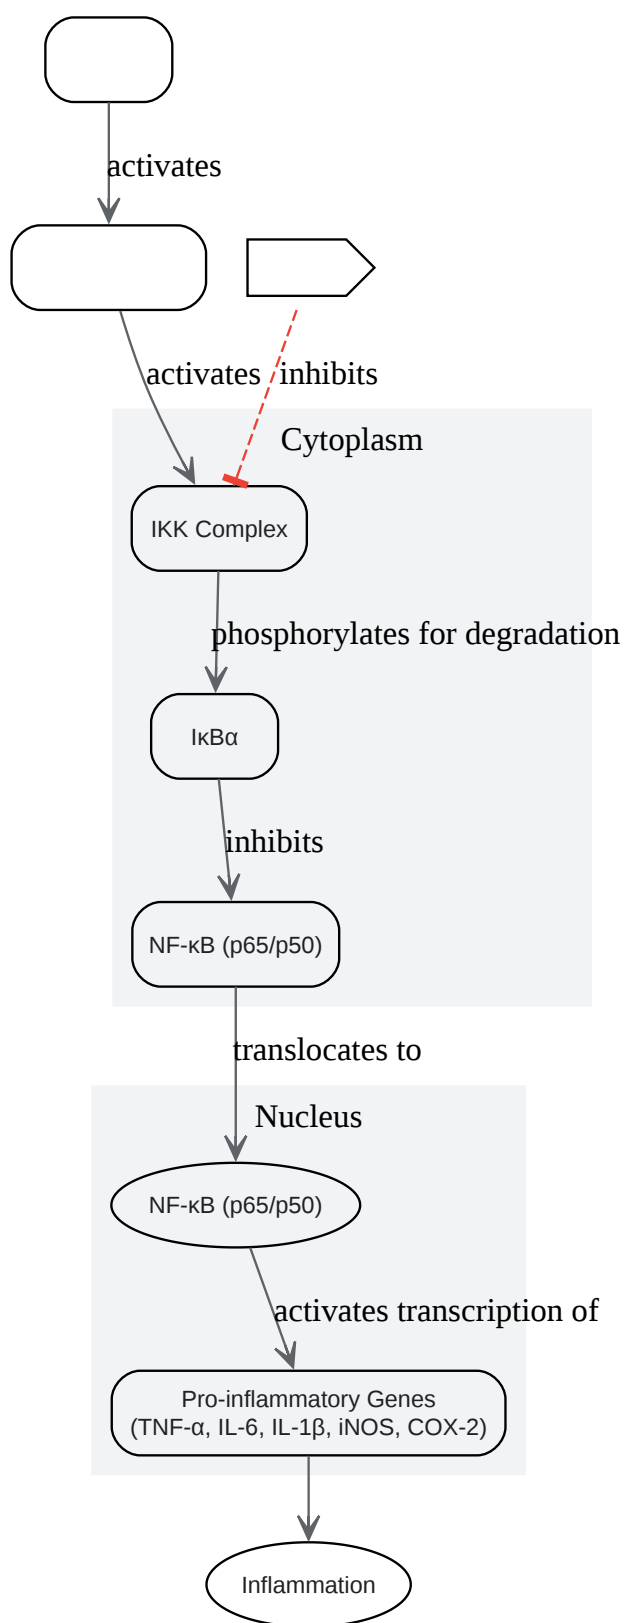 activates
activates
inhibits
Cytoplasm
IKK Complex
phosphorylates for degradation
IκBα
inhibits
NF-κB (p65/p50)
translocates to
Nucleus
NF-κB (p65/p50)
activates transcription of
Pro-inflammatory Genes
(TNF-α, IL-6, IL-1β, iNOS, COX-2)
Inflammation